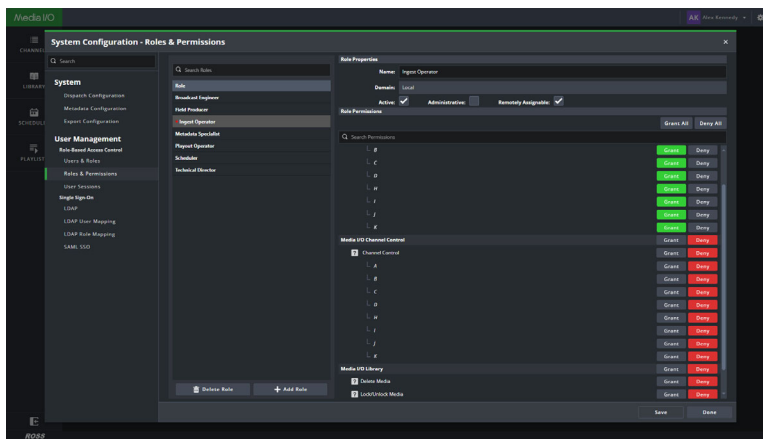 Media I/O
AK Akira Kennedy
System Configuration - Roles & Permissions
×
CHANNEL
LIBRARY
SCHEDULE
PLAYLIST
ROSS
Search
System
Dispatch Configuration
Metadata Configuration
Export Configuration
User Management
Role-Based Access Control
Users & Roles
Roles & Permissions
User Sessions
Single Sign-On
LDAP
LDAP User Mapping
LDAP Role Mapping
SAML SSO
Search Roles
Role
Broadcast Engineer
Field Producer
Ingest Operator
Metadata Specialist
Playout Operator
Scheduler
Technical Director
Delete Role + Add Role
Role Properties
Name: Ingest Operator
Domain: Local
Active: Administrative: Remotely Assignable:
Role Permissions
Grant All Deny All
Search Permissions
B Grant Deny
C Grant Deny
D Grant Deny
H Grant Deny
I Grant Deny
J Grant Deny
K Grant Deny
Media I/O Channel Control Grant Deny
? Channel Control Grant Deny
A Grant Deny
B Grant Deny
C Grant Deny
D Grant Deny
H Grant Deny
I Grant Deny
J Grant Deny
K Grant Deny
Media I/O Library Grant Deny
? Delete Media Grant Deny
? Lock/Unlock Media Grant Deny
Save Done